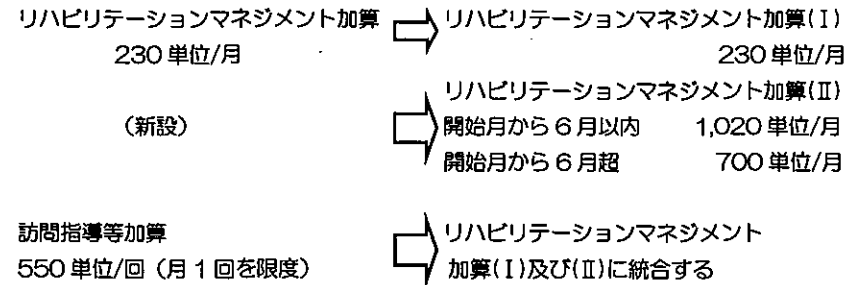 リハビリテーションマネジメント加算 ⇒ リハビリテーションマネジメント加算(Ⅰ)
230単位/月 230単位/月
リハビリテーションマネジメント加算(Ⅱ)
(新設) ⇒ 開始月から6月以内 1,020単位/月
開始月から6月超 700単位/月
訪問指導等加算 ⇒ リハビリテーションマネジメント
550単位/回(月1回を限度) 加算(Ⅰ)及び(Ⅱ)に統合する